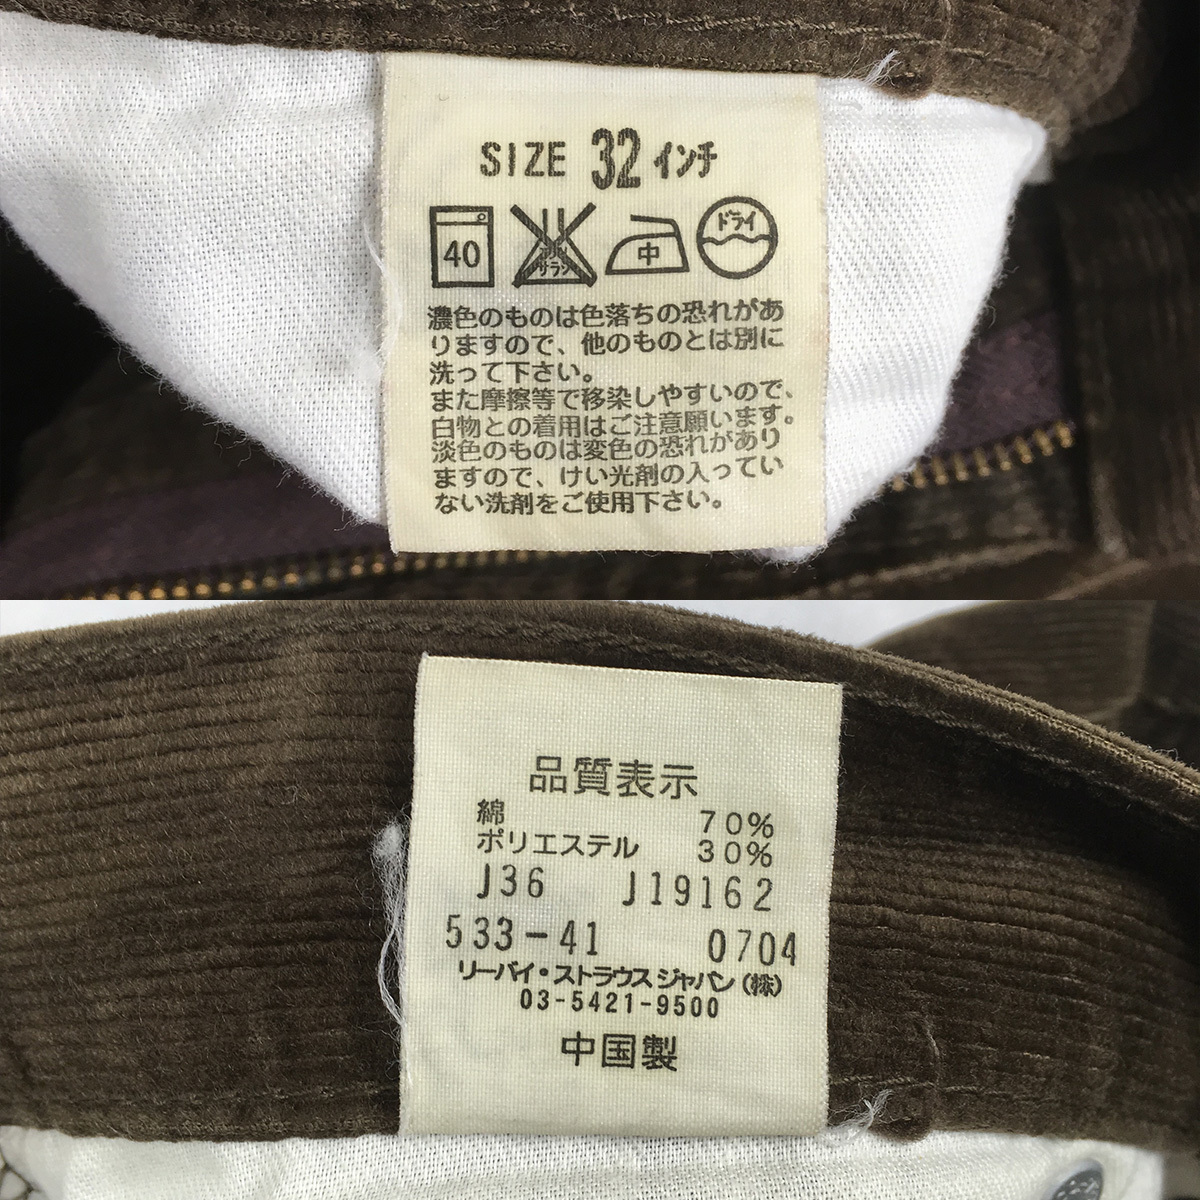 SIZE 32 インチ
40 エンソ サラシ 中 ドライ
濃色のものは色落ちの恐れがあ
りますので、他のものとは別に
洗って下さい。
また摩擦等で移染しやすいので、
白物との着用はご注意願います。
淡色のものは変色の恐れがあり
ますので、けい光剤の入ってい
ない洗剤をご使用下さい。
品質表示
綿 70%
ポリエステル 30%
J36 J19162
533-41 0704
リーバイ・ストラウス ジャパン(株)
03-5421-9500
中国製